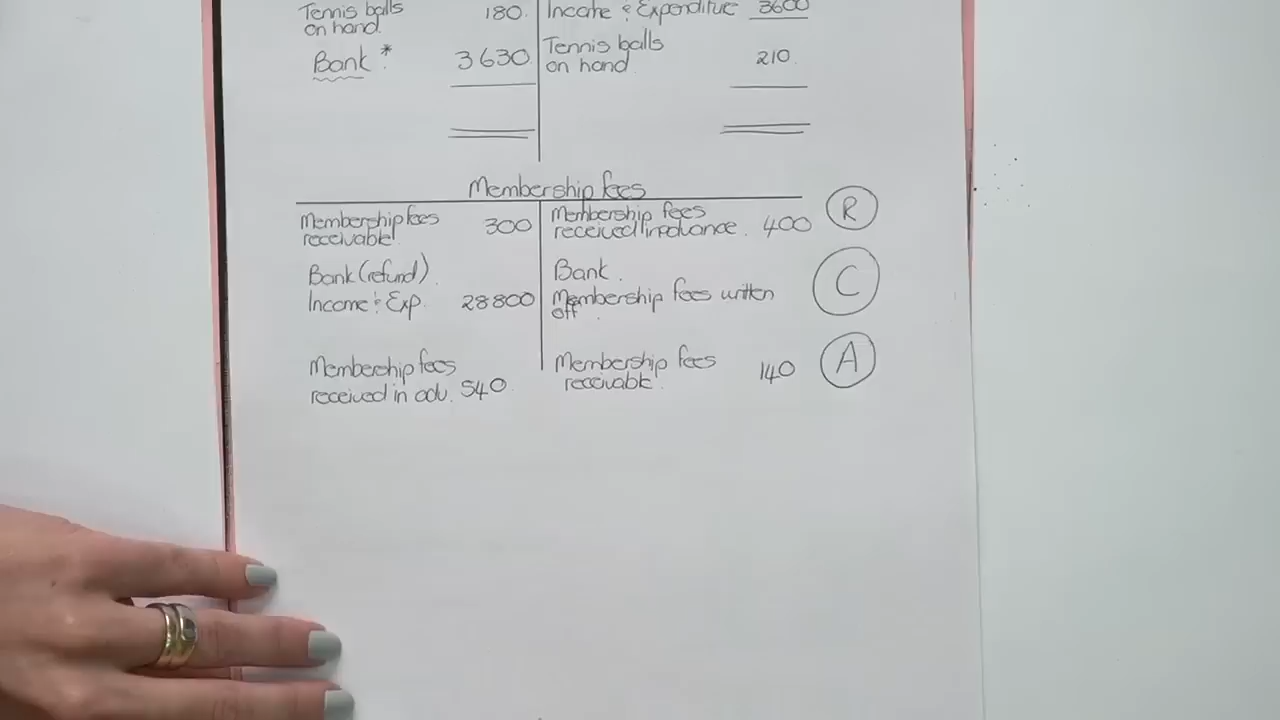 Tennis balls 180. Income & Expenditure 3600
on hand.
Bank * 3630 Tennis balls
on hand 210.
Membership fees
Membership fees 300 Membership fees R
receivable received in advance. 400
Bank (refund). Bank. C
Income & Exp. 28800 Membership fees written
off.
Membership fees Membership fees 140 A
received in adv. 540. receivable.